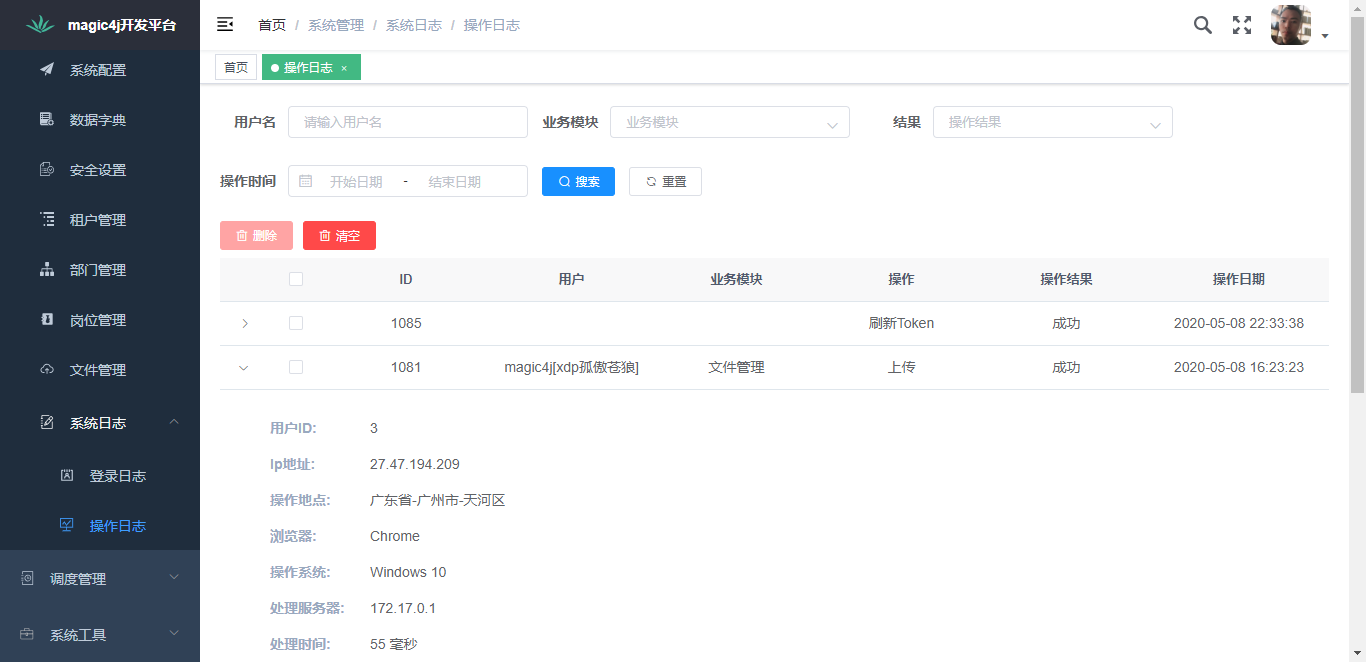 magic4j开发平台
系统配置
数据字典
安全设置
租户管理
部门管理
岗位管理
文件管理
系统日志
登录日志
操作日志
调度管理
系统工具
首页 / 系统管理 / 系统日志 / 操作日志
首页 操作日志 ×
用户名 请输入用户名 业务模块 业务模块 结果 操作结果
操作时间 开始日期 - 结束日期 搜索 重置
删除 清空
ID 用户 业务模块 操作 操作结果 操作日期
1085 刷新Token 成功 2020-05-08 22:33:38
1081 magic4j[xdp孤傲苍狼] 文件管理 上传 成功 2020-05-08 16:23:23
用户ID: 3
Ip地址: 27.47.194.209
操作地点: 广东省-广州市-天河区
浏览器: Chrome
操作系统: Windows 10
处理服务器: 172.17.0.1
处理时间: 55 毫秒